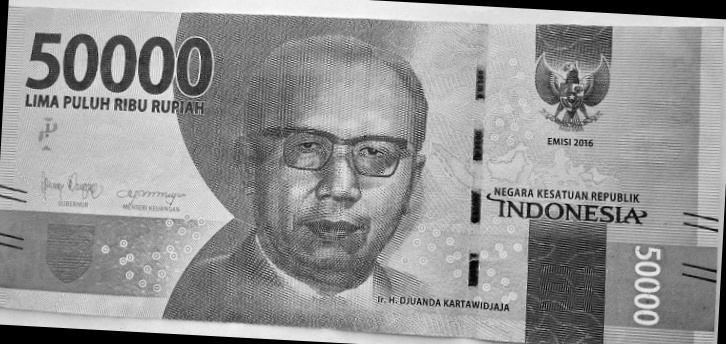 50000
LIMA PULUH RIBU RUPIAH
EMISI 2016
NEGARA KESATUAN REPUBLIK
INDONESIA
GUBERNUR
MENTERI KEUANGAN
Ir. H. DJUANDA KARTAWIDJAJA
50000